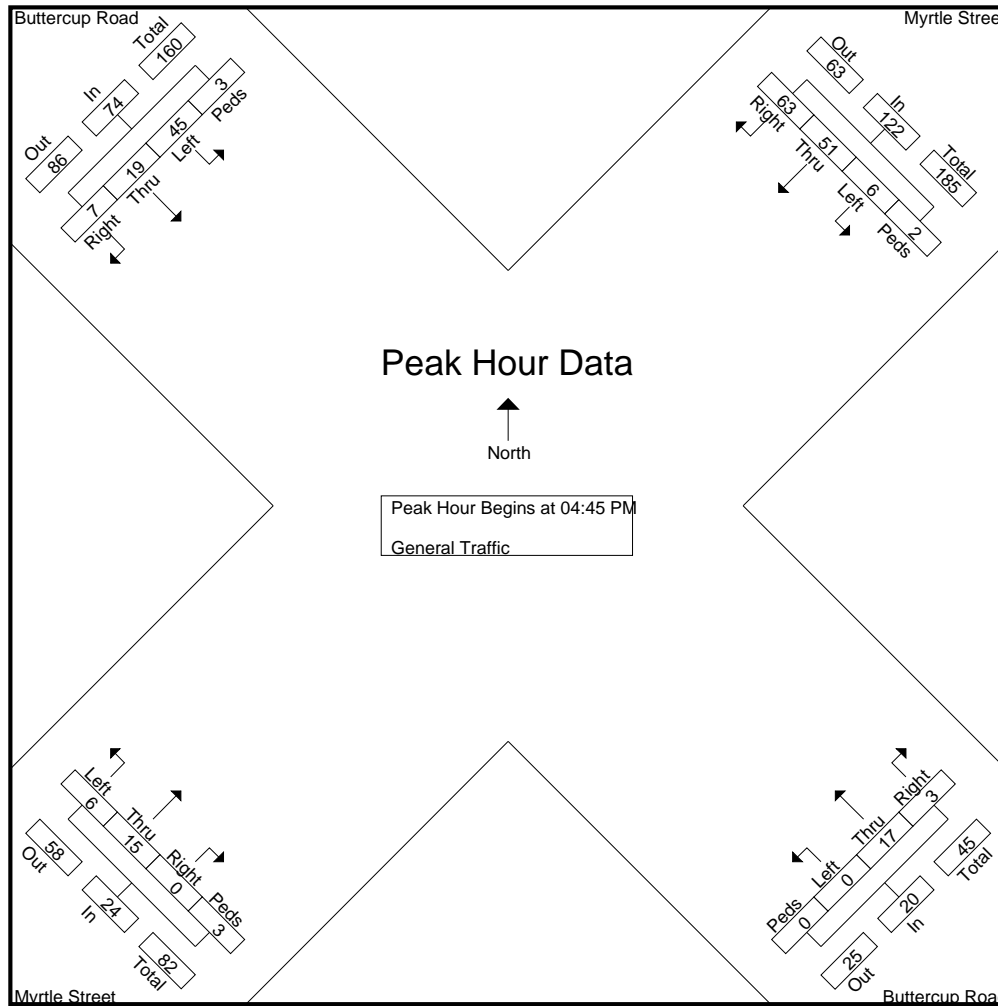 Buttercup Road
Myrtle Stree
Out
In
Total
86
74
160
7
19
45
3
Right
Thru
Left
Peds
Out
In
Total
63
122
185
63
51
6
2
Right
Thru
Left
Peds
Peak Hour Data
North
Peak Hour Begins at 04:45 PM
General Traffic
Left
Thru
Right
Peds
6
15
0
3
58
24
82
Out
In
Total
Myrtle Street
Peds
Left
Thru
Right
0
0
17
3
25
20
45
Out
In
Total
Buttercup Roa